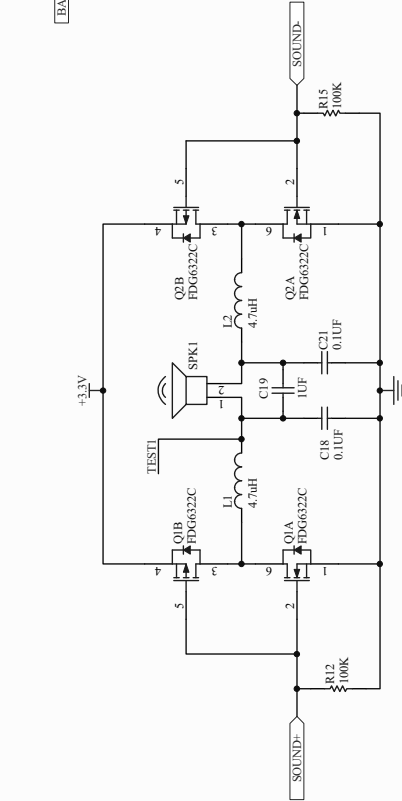 BA
+3.3V
SOUND+
R12
100K
5
2
4
Q1B
FDG6322C
3
6
Q1A
FDG6322C
1
L1
4.7uH
TEST1
SPK1
1
2
C19
1UF
C18
0.1UF
C21
0.1UF
L2
4.7uH
4
Q2B
FDG6322C
3
6
Q2A
FDG6322C
1
5
2
R15
100K
SOUND-